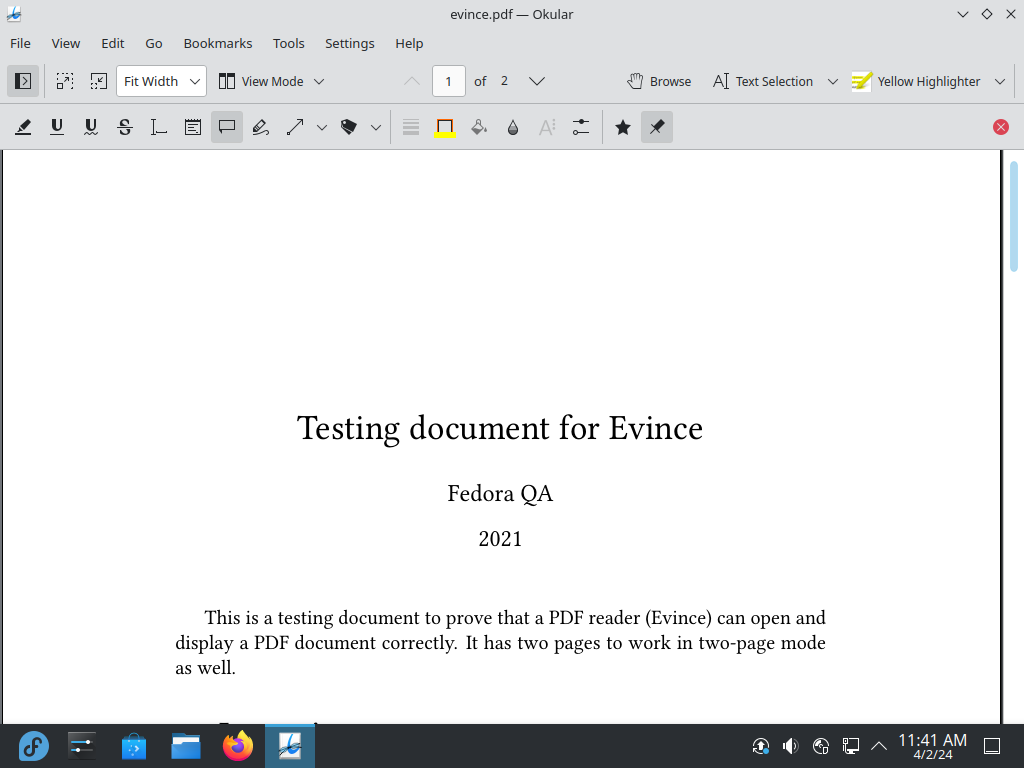 evince.pdf — Okular
File View Edit Go Bookmarks Tools Settings Help
Fit Width View Mode 1 of 2 Browse Text Selection Yellow Highlighter
Testing document for Evince
Fedora QA
2021
This is a testing document to prove that a PDF reader (Evince) can open and
display a PDF document correctly. It has two pages to work in two-page mode
as well.
11:41 AM
4/2/24